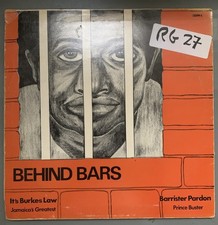 RG 27
BEHIND BARS
It's Burkes Law
Jamaica's Greatest
Barrister Pardon
Prince Buster